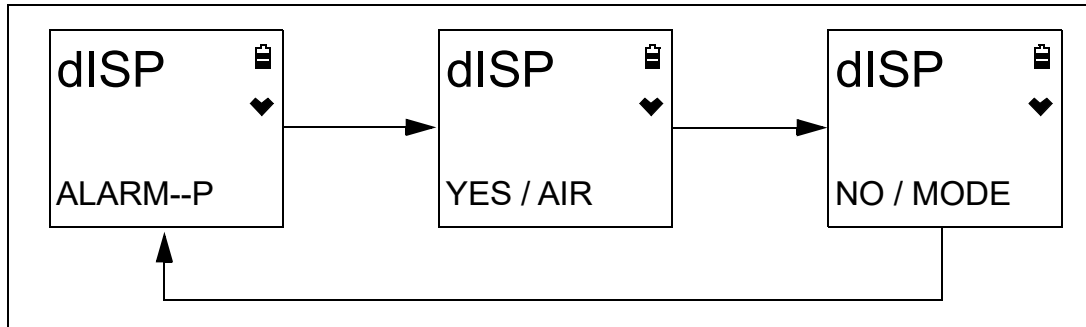 dISP
ALARM--P
dISP
YES / AIR
dISP
NO / MODE